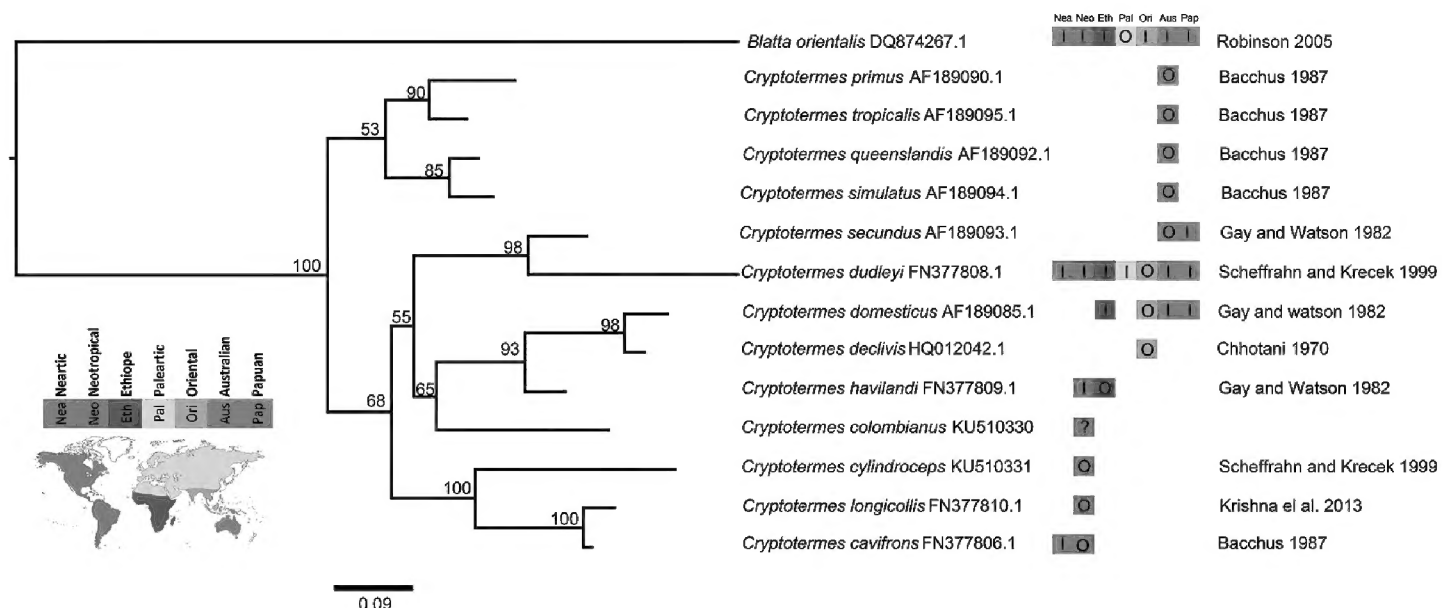 Nea Neo Eth Pal Ori Aus Pap
Blatta orientalis DQ874267.1 I I I O I I I Robinson 2005
Cryptotermes primus AF189090.1 O Bacchus 1987
90
Cryptotermes tropicalis AF189095.1 O Bacchus 1987
53
Cryptotermes queenslandis AF189092.1 O Bacchus 1987
85
Cryptotermes simulatus AF189094.1 O Bacchus 1987
Cryptotermes secundus AF189093.1 O I Gay and Watson 1982
98
100
Cryptotermes dudleyi FN377808.1 I I I I O I I Scheffrahn and Krecek 1999
Cryptotermes domesticus AF189085.1 I O I I Gay and watson 1982
55
98
Cryptotermes declivis HQ012042.1 O Chhotani 1970
93
Cryptotermes havilandi FN377809.1 I O Gay and Watson 1982
65
68
Cryptotermes colombianus KU510330 ?
Cryptotermes cylindroceps KU510331 O Scheffrahn and Krecek 1999
100
Cryptotermes longicollis FN377810.1 O Krishna el al. 2013
100
Cryptotermes cavifrons FN377806.1 I O Bacchus 1987
Nea Neartic
Neo Neotropical
Eth Ethiope
Pal Paleartic
Ori Oriental
Aus Australian
Pap Papuan
0.09